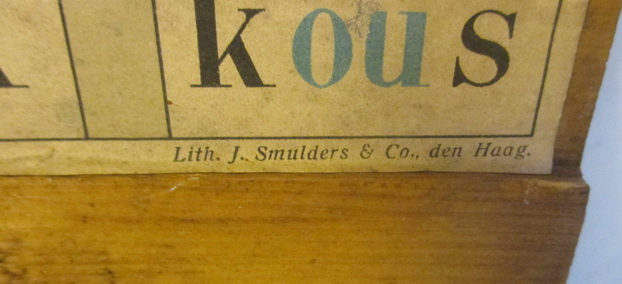 kous
Lith. J. Smulders & Co., den Haag.